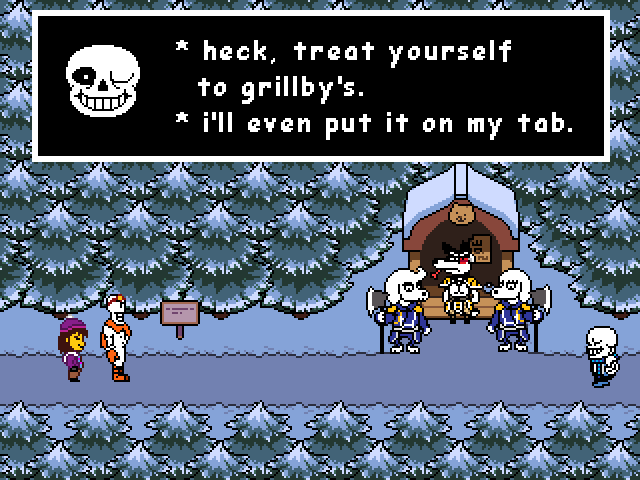 * heck, treat yourself
to grillby's.
* i'll even put it on my tab.